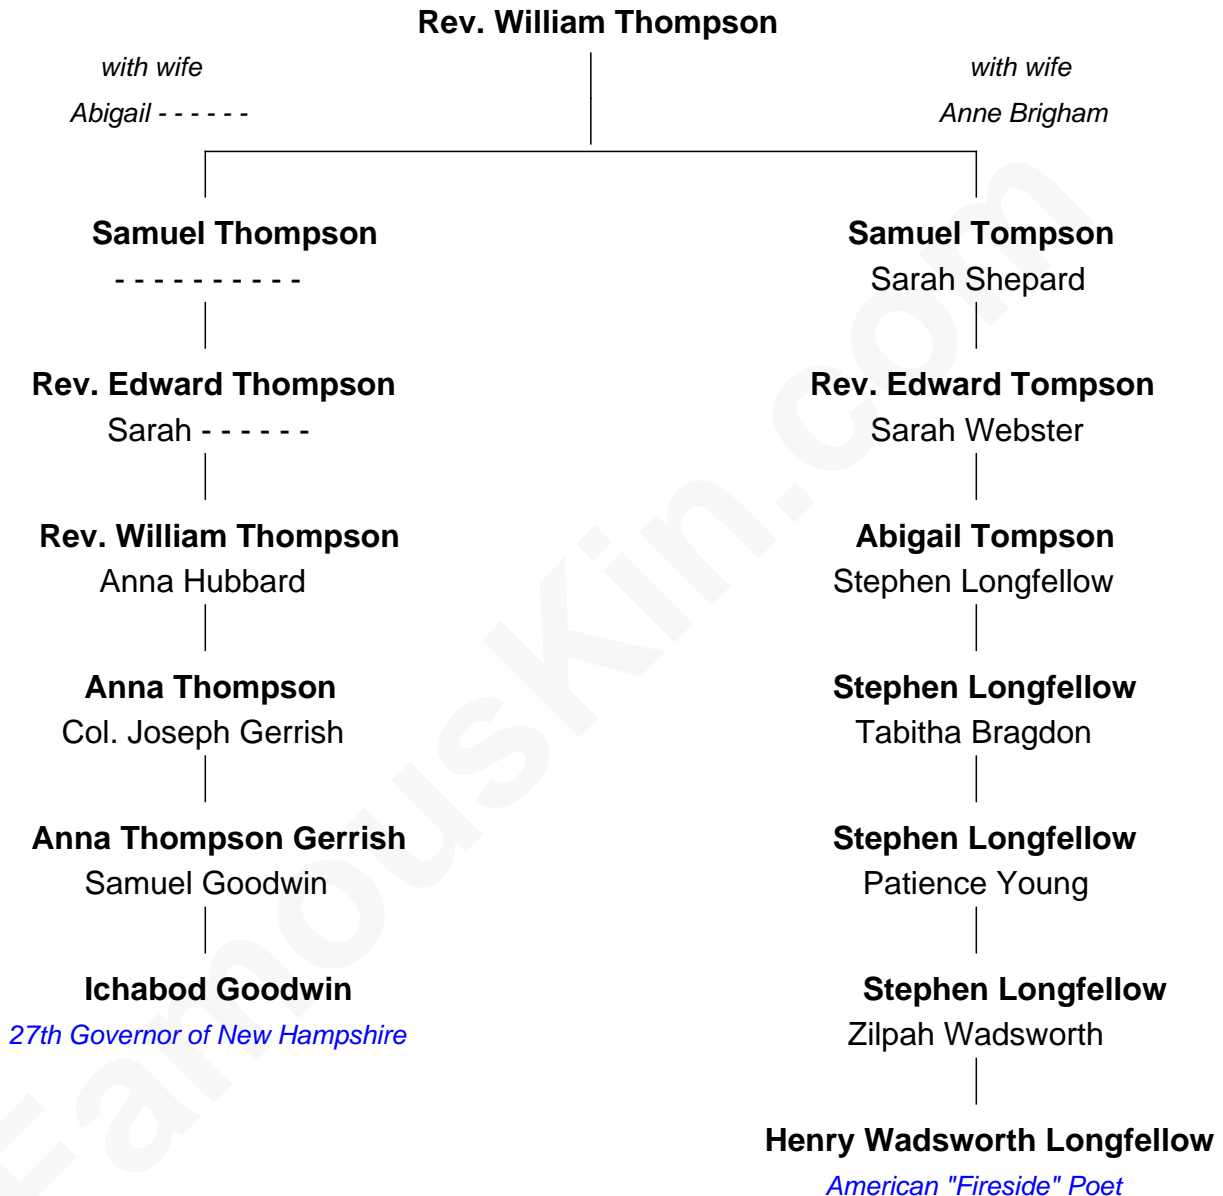 Rev. William Thompson
with wife
Abigail - - - - - -
with wife
Anne Brigham
Samuel Thompson
- - - - - - - - - -
Samuel Tompson
Sarah Shepard
Rev. Edward Thompson
Sarah - - - - - -
Rev. Edward Tompson
Sarah Webster
Rev. William Thompson
Anna Hubbard
Abigail Tompson
Stephen Longfellow
Anna Thompson
Col. Joseph Gerrish
Stephen Longfellow
Tabitha Bragdon
Anna Thompson Gerrish
Samuel Goodwin
Stephen Longfellow
Patience Young
Ichabod Goodwin
27th Governor of New Hampshire
Stephen Longfellow
Zilpah Wadsworth
Henry Wadsworth Longfellow
American "Fireside" Poet
FamousKin.com